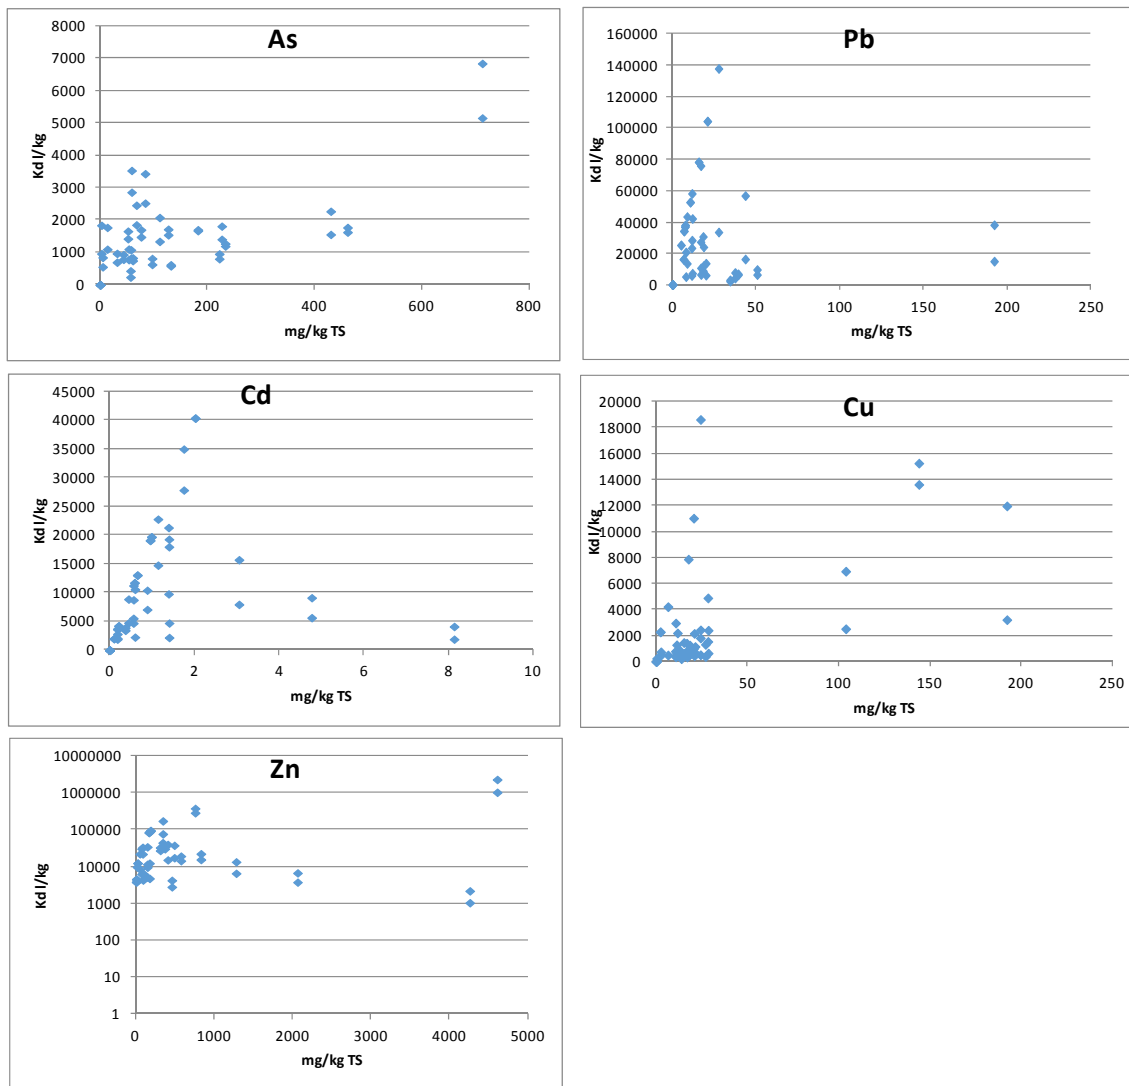 As
8000
7000
6000
5000
4000
3000
2000
1000
0
0 200 400 600 800
Kd l/kg
mg/kg TS
Pb
160000
140000
120000
100000
80000
60000
40000
20000
0
0 50 100 150 200 250
Kd l/kg
mg/kg TS
Cd
45000
40000
35000
30000
25000
20000
15000
10000
5000
0
0 2 4 6 8 10
Kd l/kg
mg/kg TS
Cu
20000
18000
16000
14000
12000
10000
8000
6000
4000
2000
0
0 50 100 150 200 250
Kd l/kg
mg/kg TS
Zn
10000000
1000000
100000
10000
1000
100
10
1
0 1000 2000 3000 4000 5000
Kd l/kg
mg/kg TS